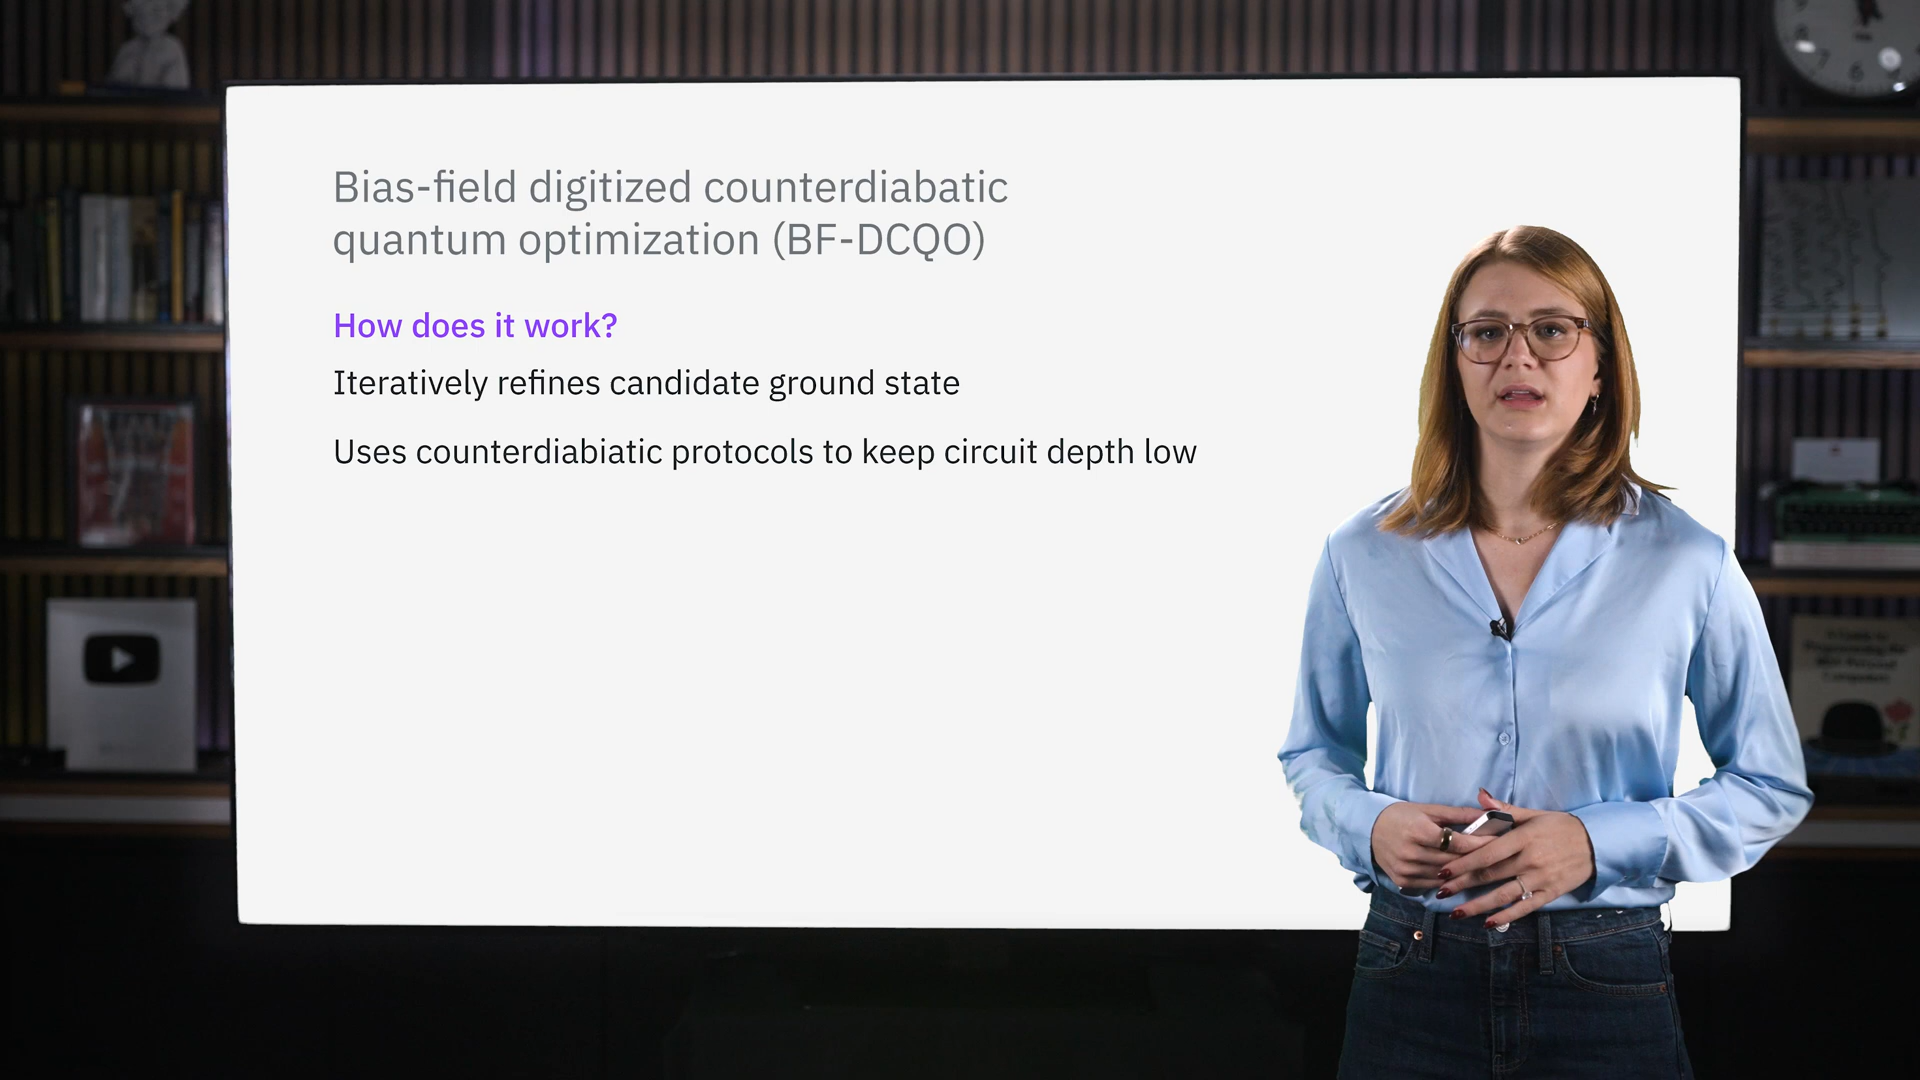 Bias-field digitized counterdiabatic
quantum optimization (BF-DCQO)
How does it work?
Iteratively refines candidate ground state
Uses counterdiabiatic protocols to keep circuit depth low